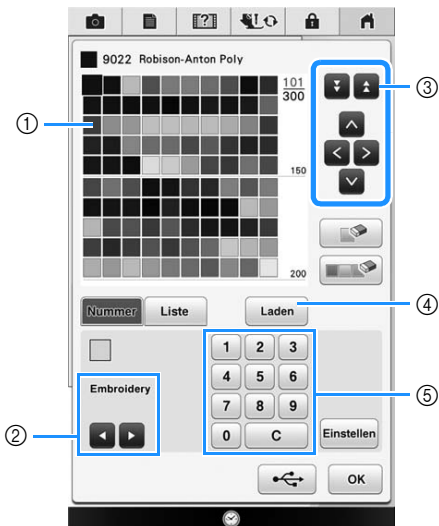 9022 Robison-Anton Poly
101
300
150
200
Nummer Liste Laden
Embroidery
1 2 3
4 5 6
7 8 9
0 C
Einstellen
OK
①
②
③
④
⑤